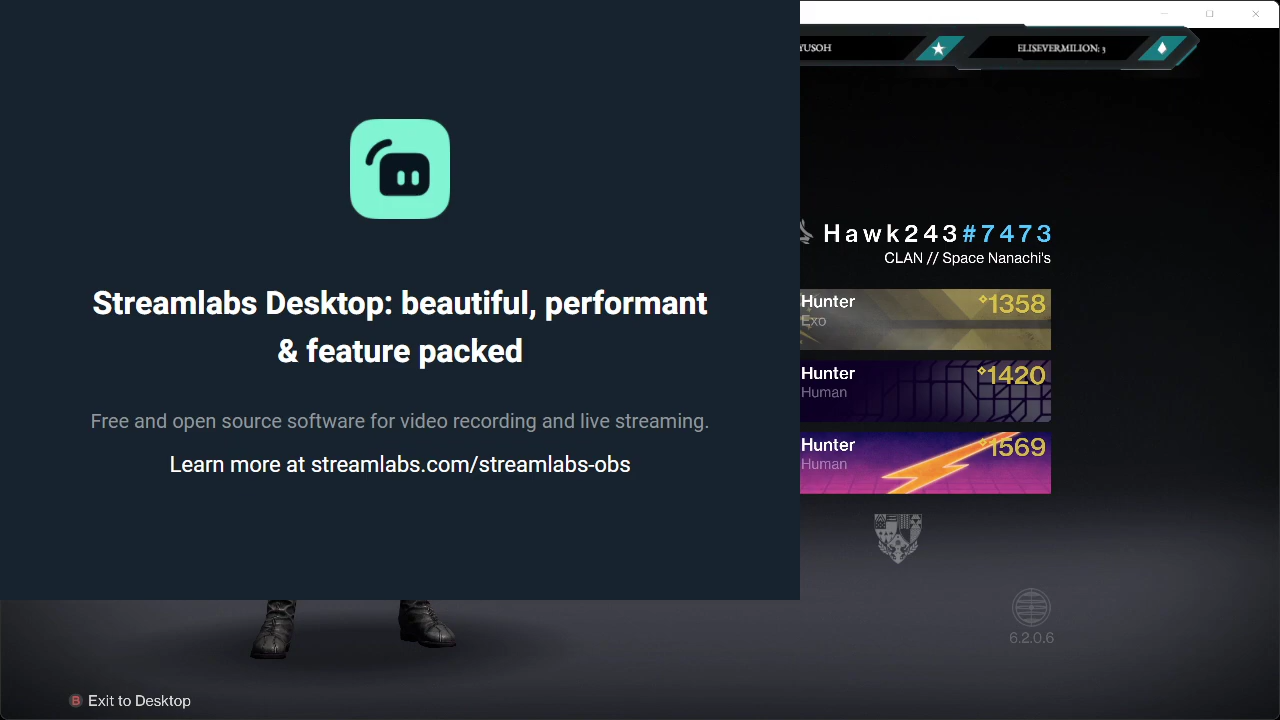 YUSOH
ELISEVERMILION: 3
Hawk243#7473
CLAN // Space Nanachi's
Hunter
1358
Exo
Hunter
1420
Human
Hunter
1569
Human
Streamlabs Desktop: beautiful, performant
& feature packed
Free and open source software for video recording and live streaming.
Learn more at streamlabs.com/streamlabs-obs
6.2.0.6
B Exit to Desktop